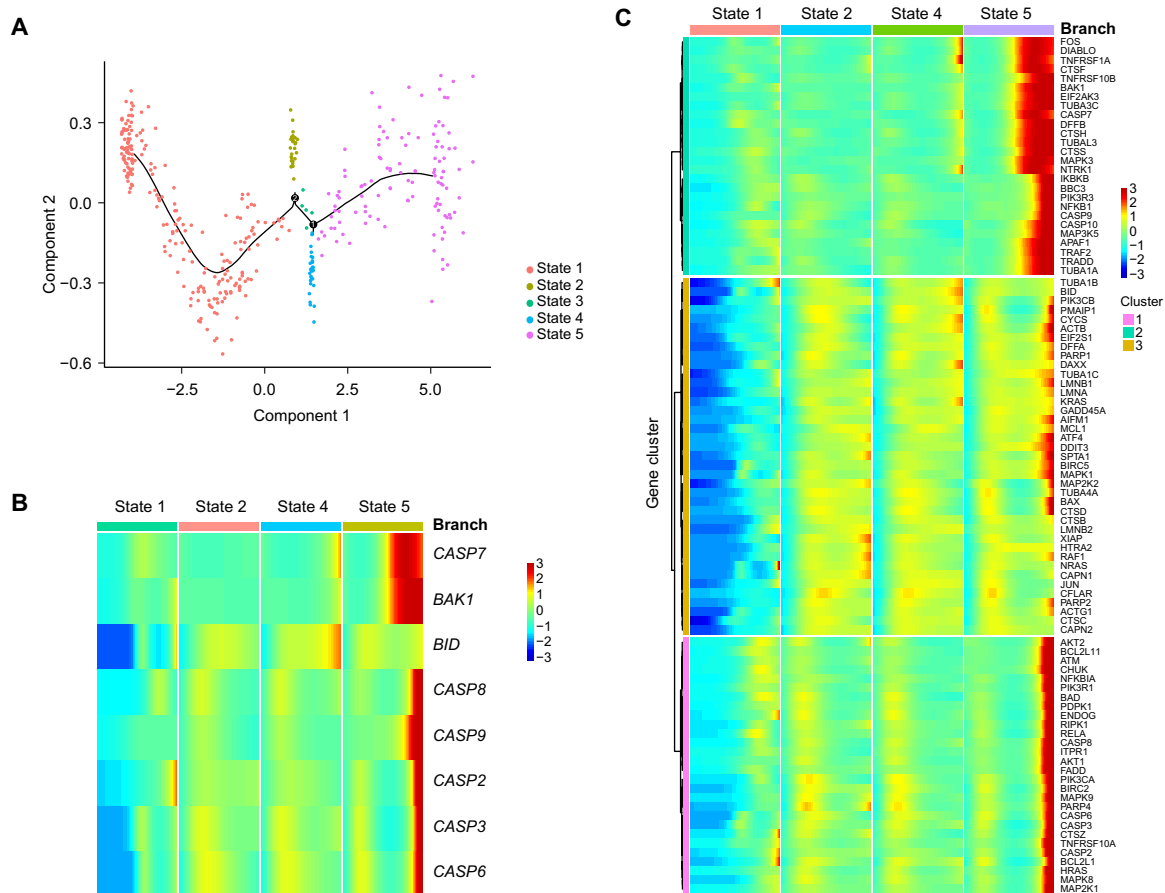 A
Component 2
0.3
0.0
−0.3
−0.6
−2.5
0.0
2.5
5.0
Component 1
2
1
State 1
State 2
State 3
State 4
State 5
B
State 1
State 2
State 4
State 5
Branch
CASP7
BAK1
BID
CASP8
CASP9
CASP2
CASP3
CASP6
3
2
1
0
−1
−2
−3
C
State 1
State 2
State 4
State 5
Branch
Gene cluster
FOS
DIABLO
TNFRSF1A
CTSF
TNFRSF10B
BAK1
EIF2AK3
TUBA3C
CASP7
DFFB
CTSH
TUBAL3
CTSS
MAPK3
NTRK1
IKBKB
BBC3
PIK3R3
NFKB1
CASP9
CASP10
MAP3K5
APAF1
TRAF2
TRADD
TUBA1A
TUBA1B
BID
PIK3CB
PMAIP1
CYCS
ACTB
EIF2S1
DFFA
PARP1
DAXX
TUBA1C
LMNB1
LMNA
KRAS
GADD45A
AIFM1
MCL1
ATF4
DDIT3
SPTA1
BIRC5
MAPK1
MAP2K2
TUBA4A
BAX
CTSD
CTSB
LMNB2
XIAP
HTRA2
RAF1
NRAS
CAPN1
JUN
CFLAR
PARP2
ACTG1
CTSC
CAPN2
AKT2
BCL2L11
ATM
CHUK
NFKBIA
PIK3R1
BAD
PDPK1
ENDOG
RIPK1
RELA
CASP8
ITPR1
AKT1
FADD
PIK3CA
BIRC2
MAPK9
PARP4
CASP6
CASP3
CTSZ
TNFRSF10A
CASP2
BCL2L1
HRAS
MAPK8
MAP2K1
3
2
1
0
−1
−2
−3
Cluster
1
2
3